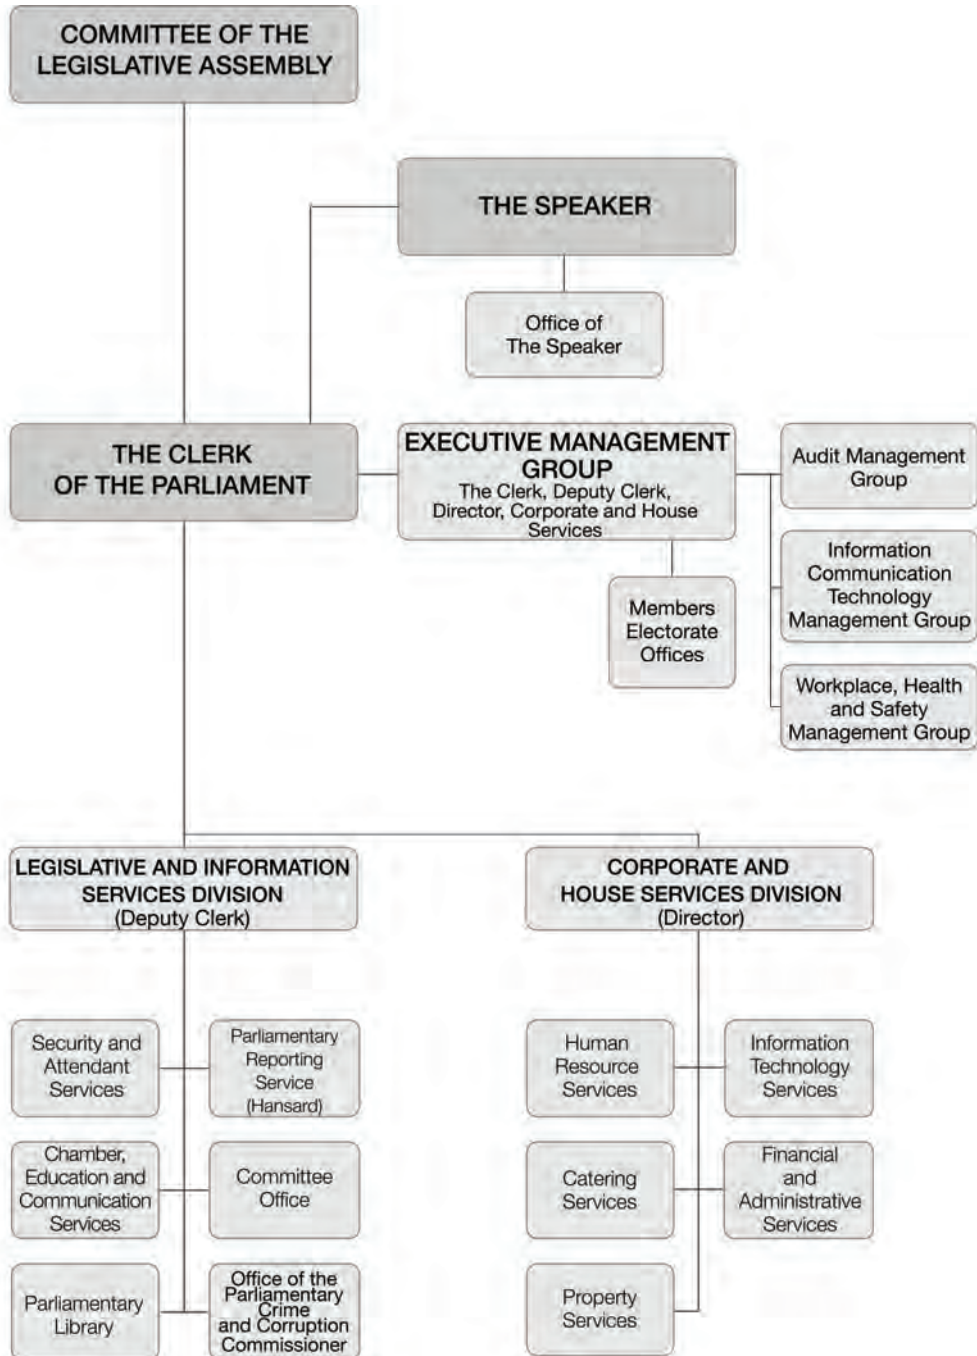 COMMITTEE OF THE
LEGISLATIVE ASSEMBLY
THE SPEAKER
Office of
The Speaker
THE CLERK
OF THE PARLIAMENT
EXECUTIVE MANAGEMENT
GROUP
The Clerk, Deputy Clerk,
Director, Corporate and House
Services
Audit Management
Group
Information
Communication
Technology
Management Group
Members
Electorate
Offices
Workplace, Health
and Safety
Management Group
LEGISLATIVE AND INFORMATION
SERVICES DIVISION
(Deputy Clerk)
CORPORATE AND
HOUSE SERVICES DIVISION
(Director)
Security and
Attendant
Services
Parliamentary
Reporting
Service
(Hansard)
Human
Resource
Services
Information
Technology
Services
Chamber,
Education and
Communication
Services
Committee
Office
Catering
Services
Financial
and
Administrative
Services
Parliamentary
Library
Office of the
Parliamentary
Crime
and Corruption
Commissioner
Property
Services